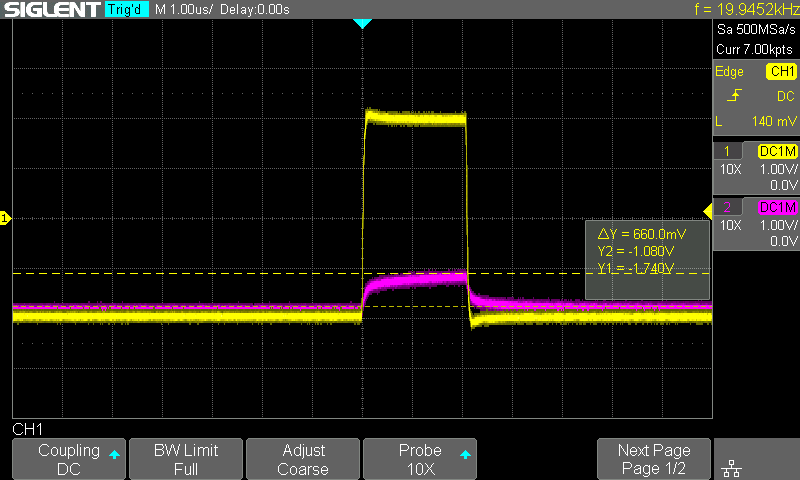 SIGLENT Trig'd M 1.00us/ Delay:0.00s f = 19.9452kHz
Sa 500MSa/s
Curr 7.00kpts
Edge CH1
DC
L 140 mV
1 DC1M
10X 1.00V/
0.0V
2 DC1M
10X 1.00V/
0.0V
1
ΔY = 660.0mV
Y2 = -1.080V
Y1 = -1.740V
CH1
Coupling
DC
BW Limit
Full
Adjust
Coarse
Probe
10X
Next Page
Page 1/2